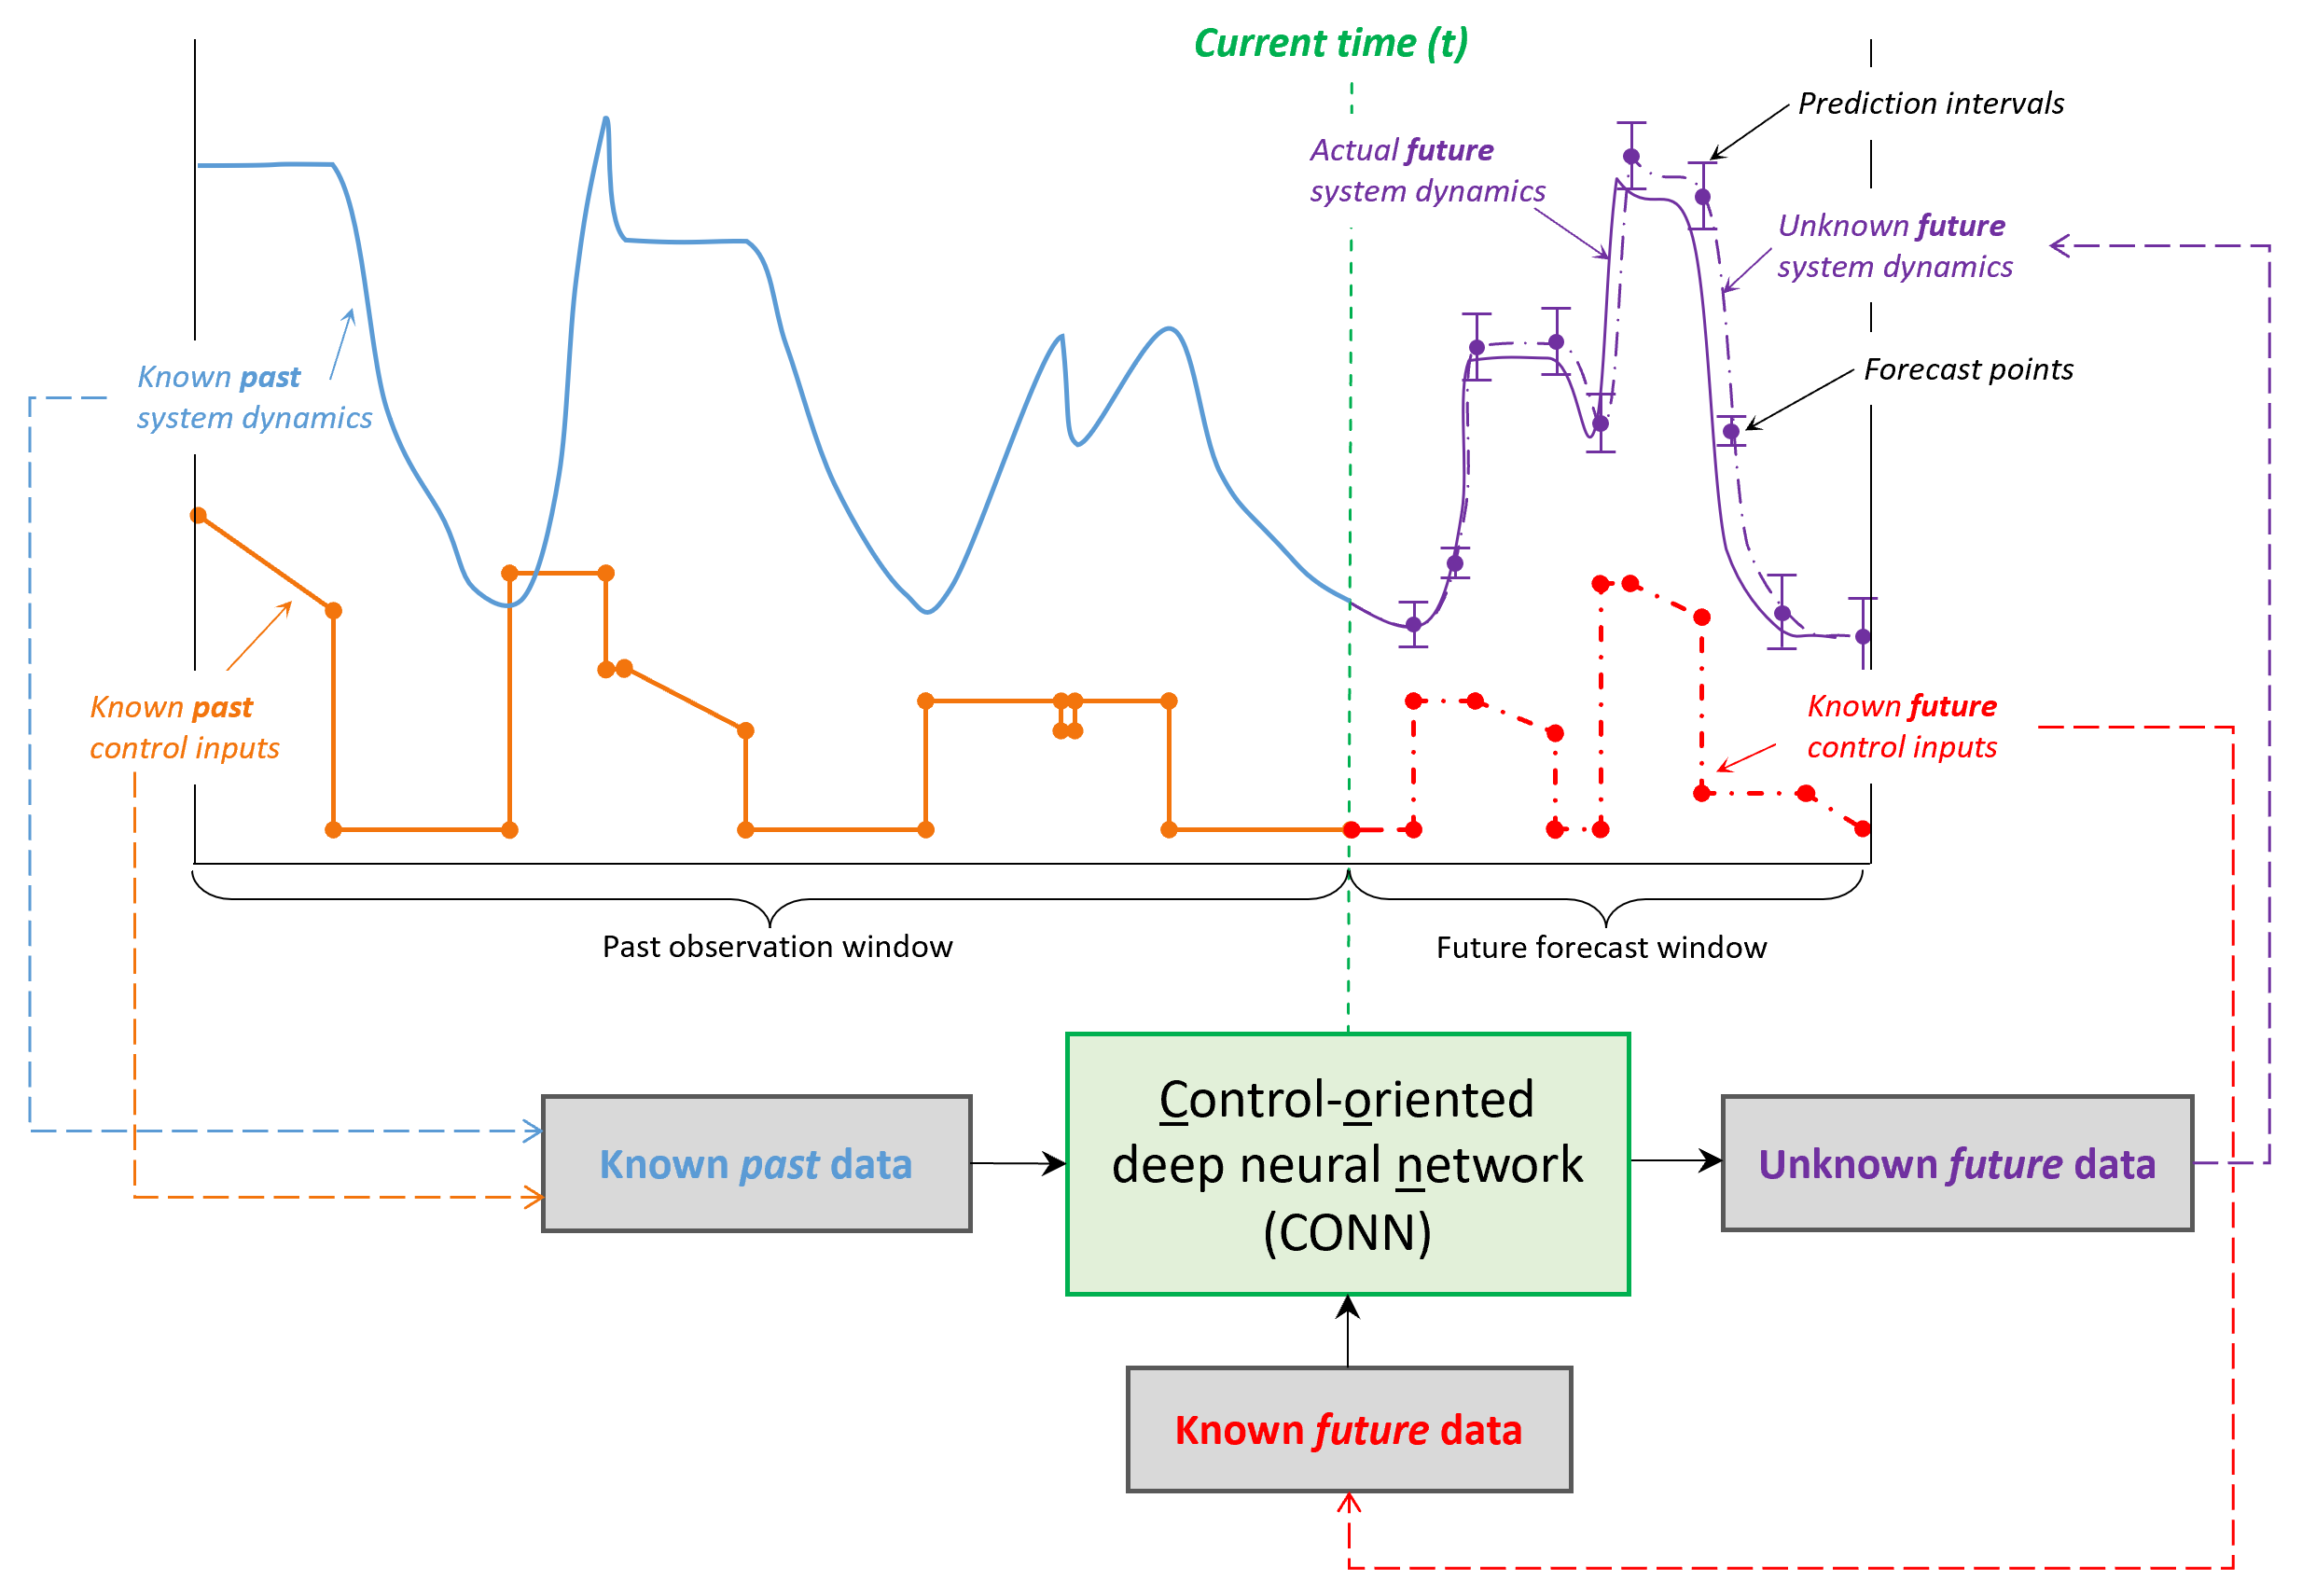 Current time (t)
Prediction intervals
Actual future
system dynamics
Unknown future
system dynamics
Known past
system dynamics
Forecast points
Known past
control inputs
Known future
control inputs
Past observation window
Future forecast window
Control-oriented
deep neural network
(CONN)
Known past data
Unknown future data
Known future data